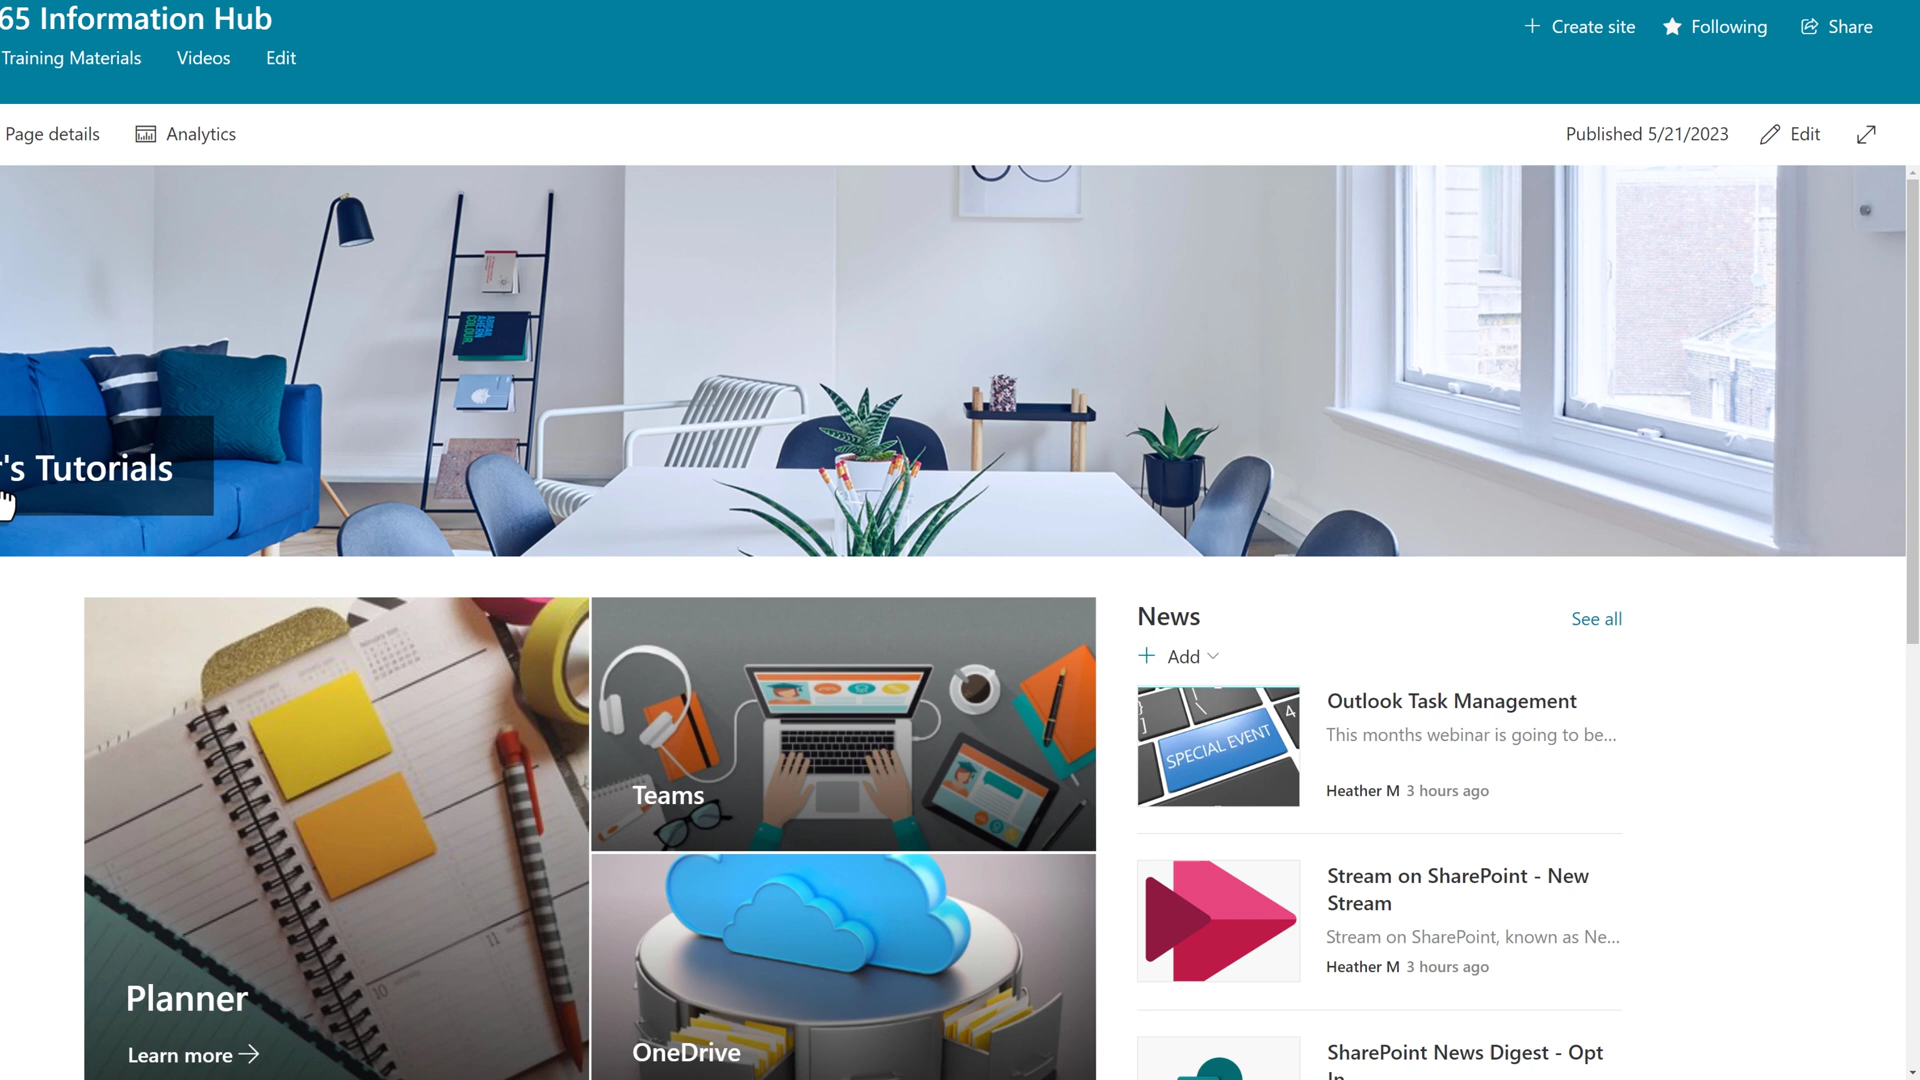 65 Information Hub
+ Create site
Following
Share
Training Materials
Videos
Edit
Page details
Analytics
Published 5/21/2023
Edit
's Tutorials
Planner
Learn more →
Teams
OneDrive
News
See all
+ Add
SPECIAL EVENT
Outlook Task Management
This months webinar is going to be...
Heather M 3 hours ago
Stream on SharePoint - New
Stream
Stream on SharePoint, known as Ne...
Heather M 3 hours ago
SharePoint News Digest - Opt